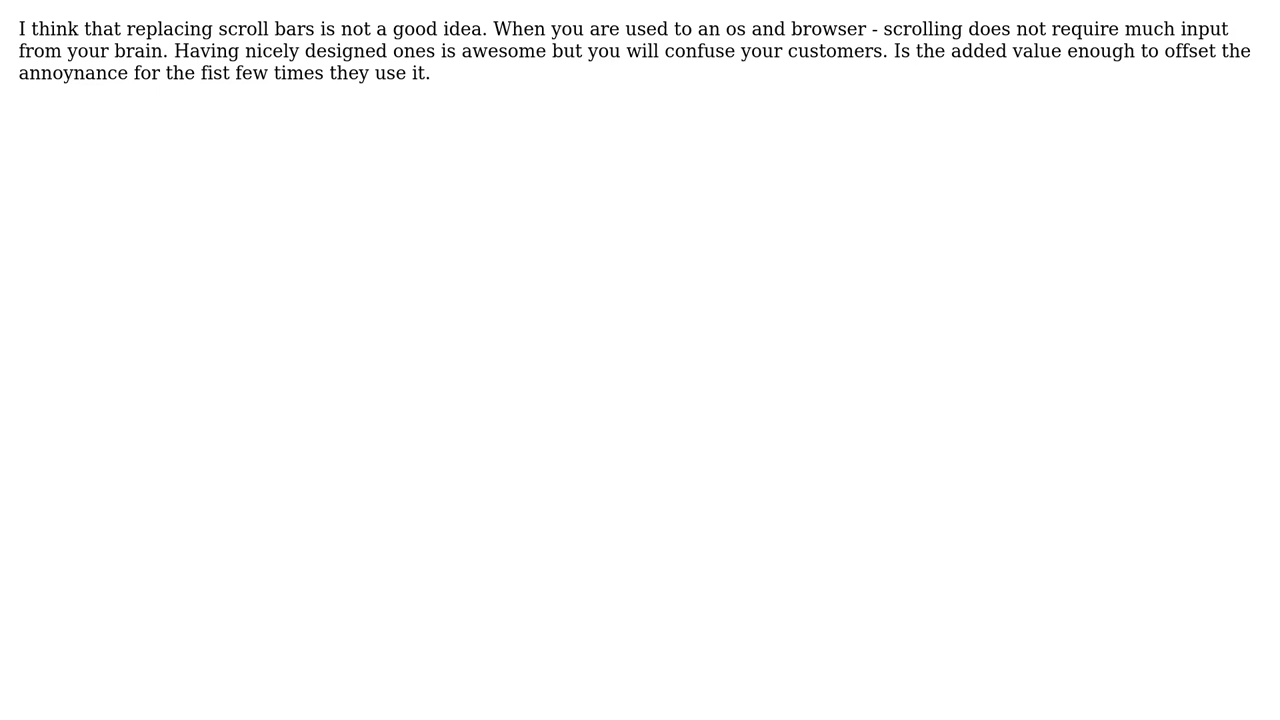 I think that replacing scroll bars is not a good idea. When you are used to an os and browser - scrolling does not require much input
from your brain. Having nicely designed ones is awesome but you will confuse your customers. Is the added value enough to offset the
annoynance for the fist few times they use it.